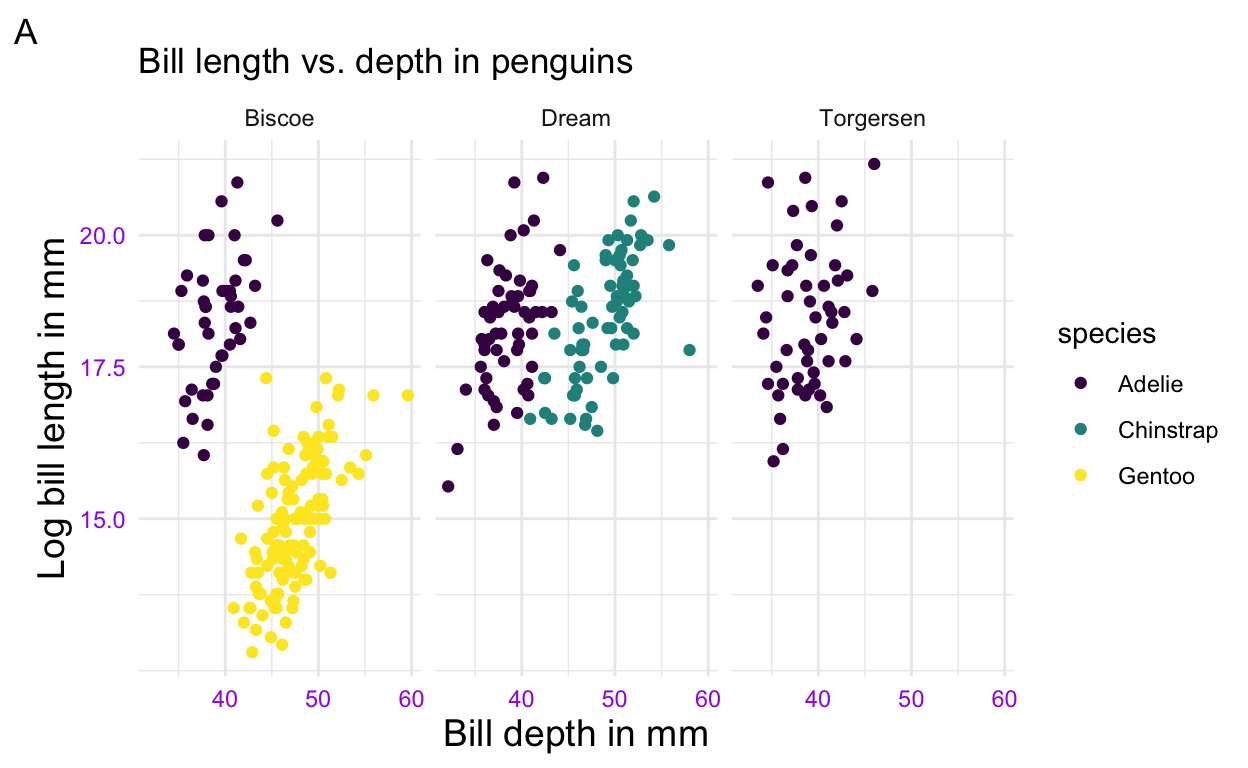 A
Bill length vs. depth in penguins
Biscoe
Dream
Torgersen
Log bill length in mm
20.0
17.5
15.0
40 50 60
40 50 60
40 50 60
Bill depth in mm
species
Adelie
Chinstrap
Gentoo